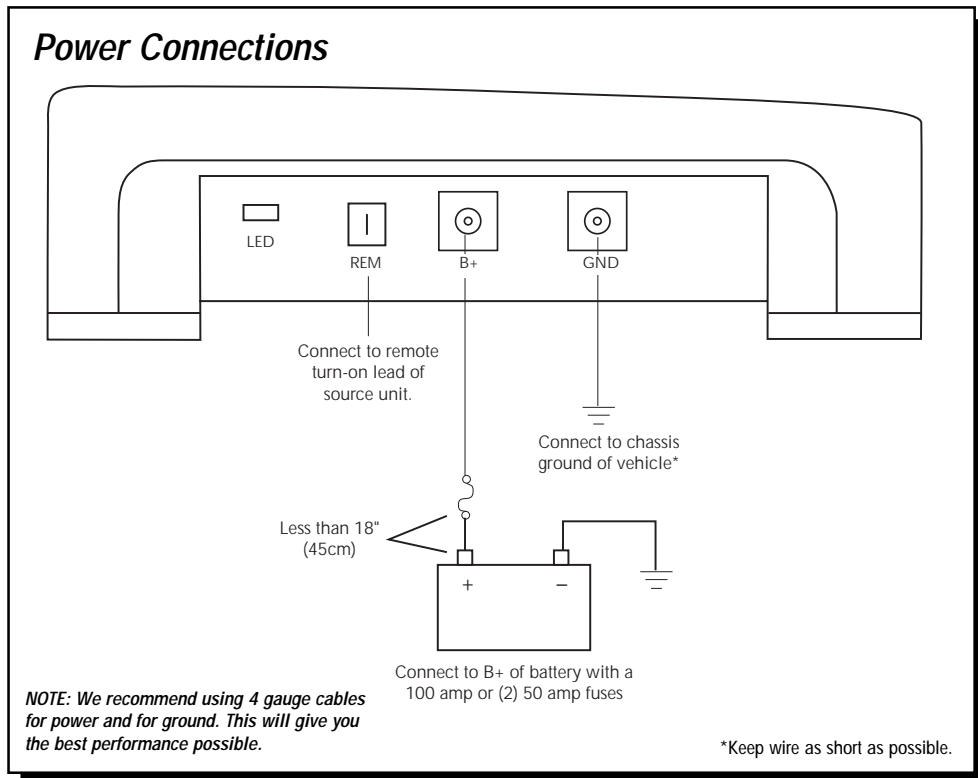 Power Connections
LED
REM
B+
GND
Connect to remote
turn-on lead of
source unit.
Connect to chassis
ground of vehicle*
Less than 18"
(45cm)
+
−
Connect to B+ of battery with a
100 amp or (2) 50 amp fuses
NOTE: We recommend using 4 gauge cables
for power and for ground. This will give you
the best performance possible.
*Keep wire as short as possible.